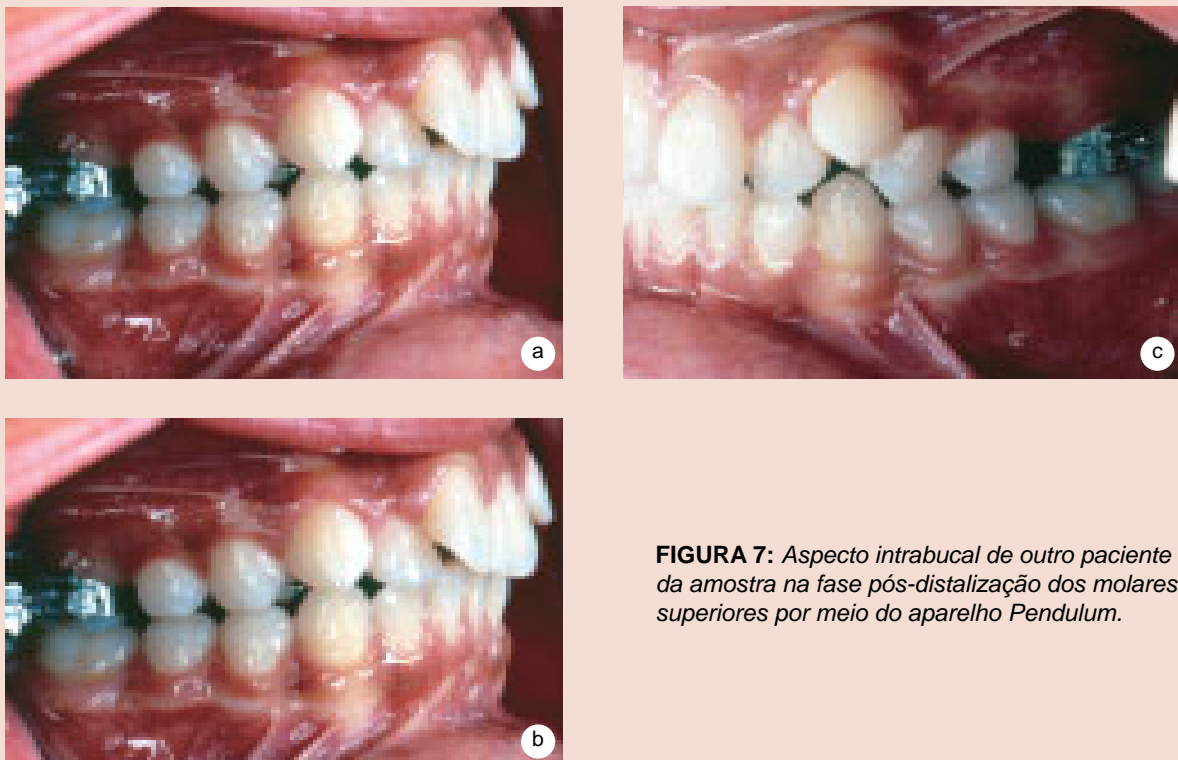 a
c
b
FIGURA 7: Aspecto intrabucal de outro paciente
da amostra na fase pós-distalização dos molares
superiores por meio do aparelho Pendulum.